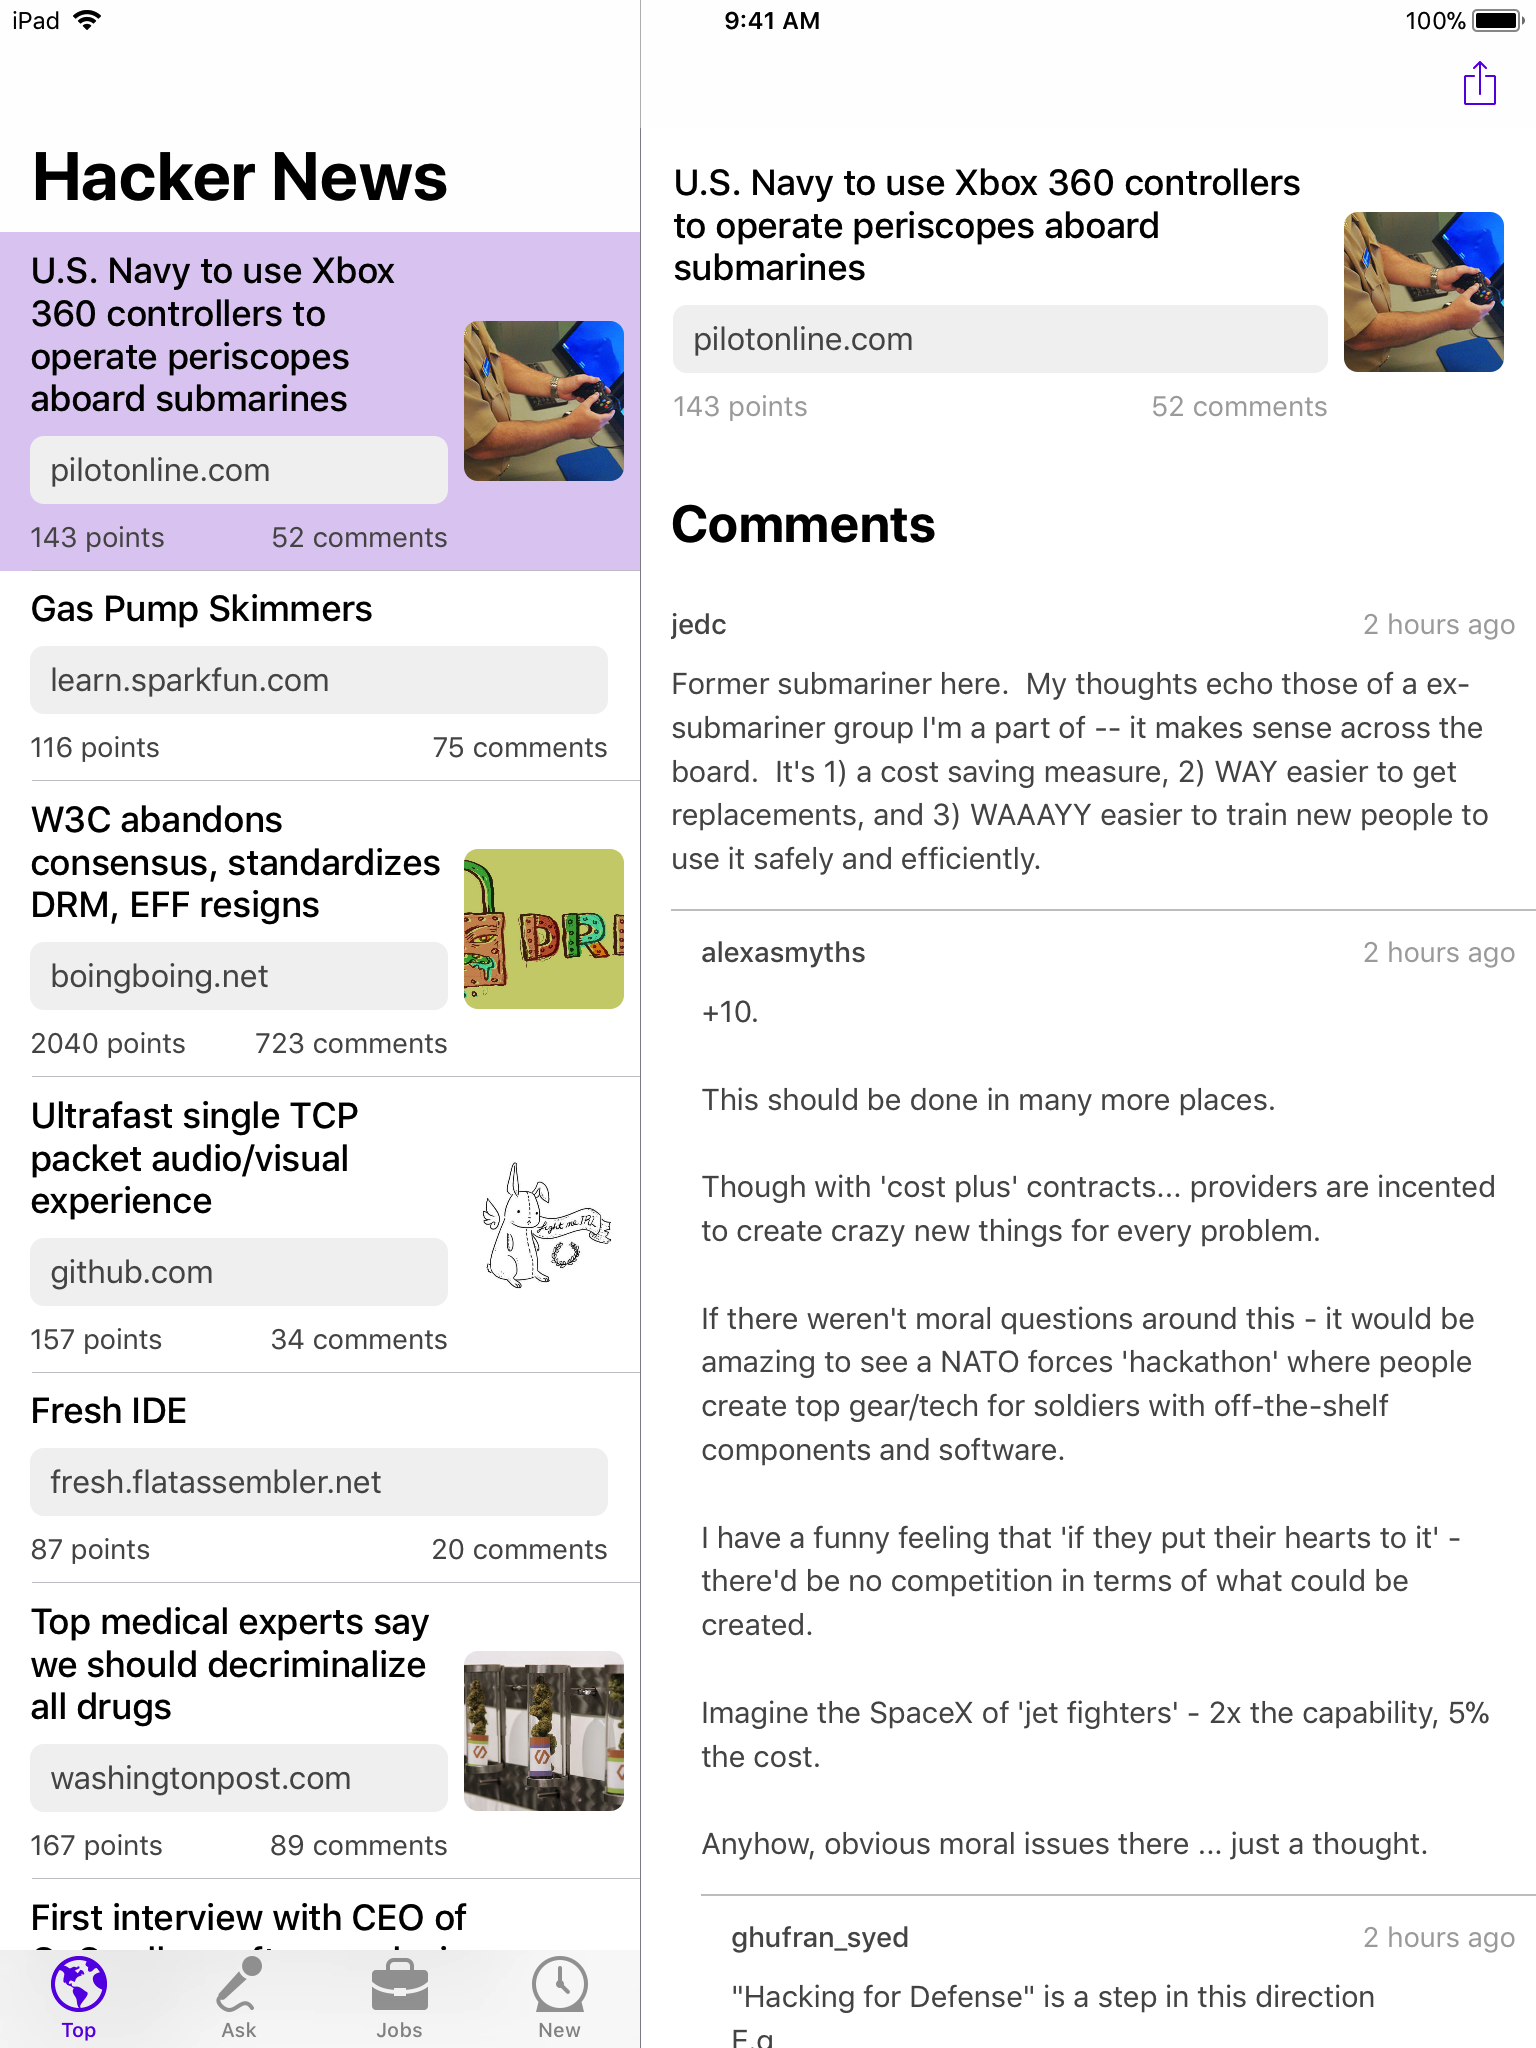 iPad
9:41 AM
100%
Hacker News
U.S. Navy to use Xbox
360 controllers to
operate periscopes
aboard submarines
pilotonline.com
143 points
52 comments
Gas Pump Skimmers
learn.sparkfun.com
116 points
75 comments
W3C abandons
consensus, standardizes
DRM, EFF resigns
DR
boingboing.net
2040 points
723 comments
Ultrafast single TCP
packet audio/visual
experience
fight me IRL
github.com
157 points
34 comments
Fresh IDE
fresh.flatassembler.net
87 points
20 comments
Top medical experts say
we should decriminalize
all drugs
washingtonpost.com
167 points
89 comments
First interview with CEO of
Top
Ask
Jobs
New
U.S. Navy to use Xbox 360 controllers
to operate periscopes aboard
submarines
pilotonline.com
143 points
52 comments
Comments
jedc
2 hours ago
Former submariner here.  My thoughts echo those of a ex-
submariner group I'm a part of -- it makes sense across the
board.  It's 1) a cost saving measure, 2) WAY easier to get
replacements, and 3) WAAAYY easier to train new people to
use it safely and efficiently.
alexasmyths
2 hours ago
+10.
This should be done in many more places.
Though with 'cost plus' contracts... providers are incented
to create crazy new things for every problem.
If there weren't moral questions around this - it would be
amazing to see a NATO forces 'hackathon' where people
create top gear/tech for soldiers with off-the-shelf
components and software.
I have a funny feeling that 'if they put their hearts to it' -
there'd be no competition in terms of what could be
created.
Imagine the SpaceX of 'jet fighters' - 2x the capability, 5%
the cost.
Anyhow, obvious moral issues there ... just a thought.
ghufran_syed
2 hours ago
"Hacking for Defense" is a step in this direction
E.g